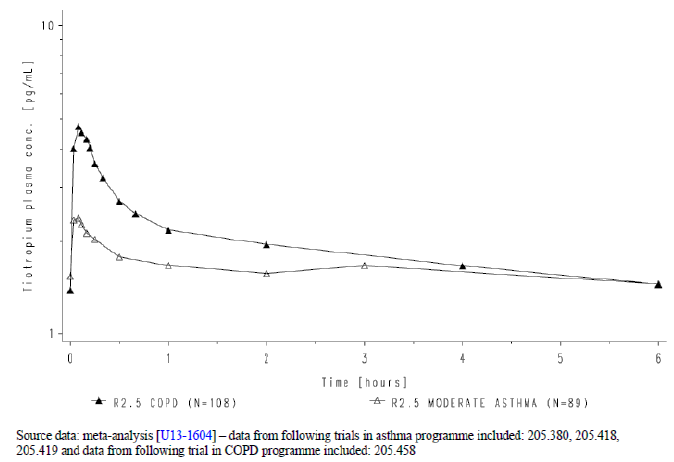 10
Tiotropium plasma conc. [pg/mL]
1
0 1 2 3 4 5 6
Time [hours]
R2.5 COPD (N=108) R2.5 MODERATE ASTHMA (N=89)
Source data: meta-analysis [U13-1604] – data from following trials in asthma programme included: 205.380, 205.418,
205.419 and data from following trial in COPD programme included: 205.458